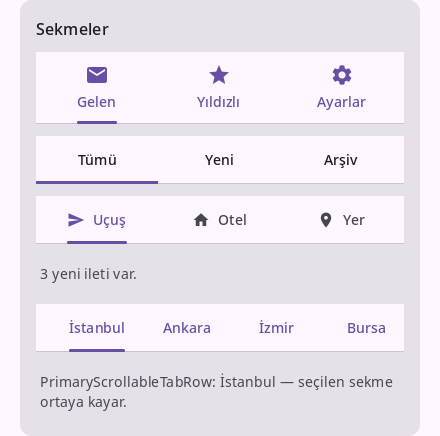 Sekmeler
Gelen Yıldızlı Ayarlar
Tümü Yeni Arşiv
Uçuş Otel Yer
3 yeni ileti var.
İstanbul Ankara İzmir Bursa
PrimaryScrollableTabRow: İstanbul — seçilen sekme
ortaya kayar.